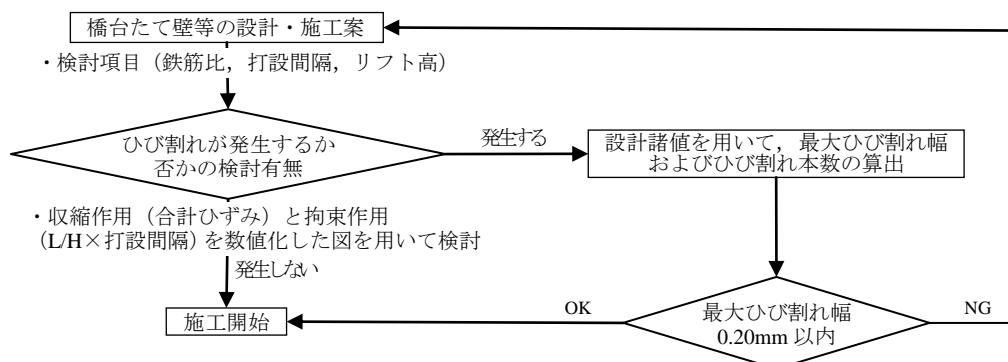 橋台たて壁等の設計・施工案
・検討項目（鉄筋比，打設間隔，リフト高）
ひび割れが発生するか
否かの検討有無
発生する
設計諸値を用いて，最大ひび割れ幅
およびひび割れ本数の算出
・収縮作用（合計ひずみ）と拘束作用
（L/H×打設間隔）を数値化した図を用いて検討
発生しない
施工開始
OK
最大ひび割れ幅
0.20mm 以内
NG